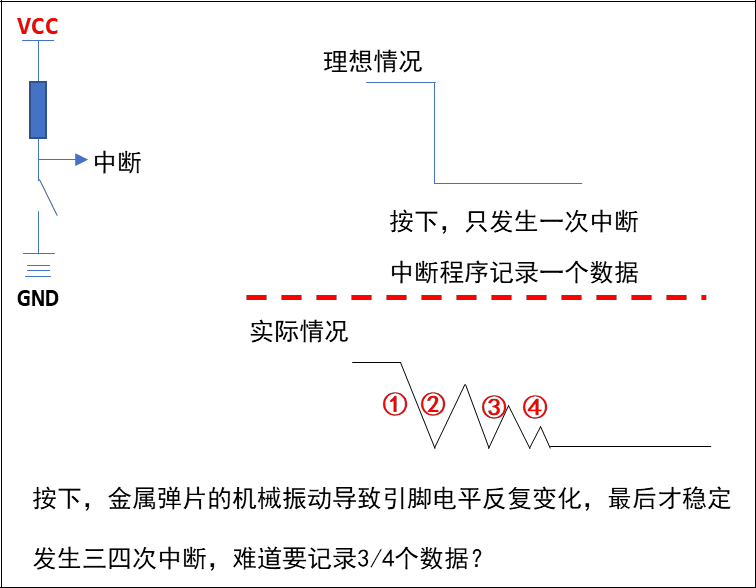 VCC
理想情况
中断
按下，只发生一次中断
中断程序记录一个数据
GND
实际情况
① ② ③ ④
按下，金属弹片的机械振动导致引脚电平反复变化，最后才稳定
发生三四次中断，难道要记录3/4个数据？